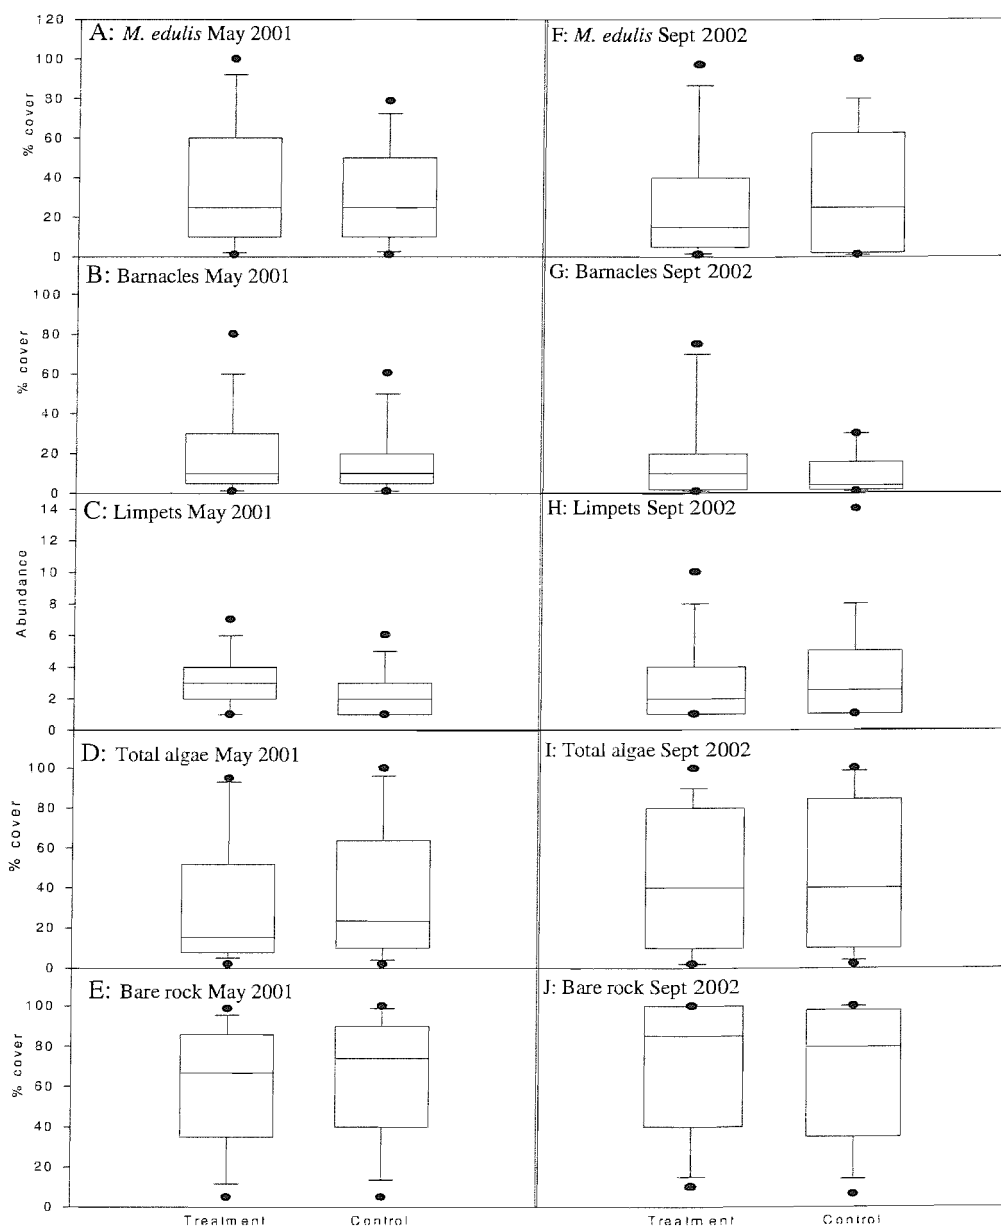 A: M. edulis May 2001
F: M. edulis Sept 2002
120
100
80
60
40
20
0
% cover
B: Barnacles May 2001
G: Barnacles Sept 2002
100
80
60
40
20
0
% cover
C: Limpets May 2001
H: Limpets Sept 2002
14
12
10
8
6
4
2
0
Abundance
D: Total algae May 2001
I: Total algae Sept 2002
100
80
60
40
20
0
% cover
E: Bare rock May 2001
J: Bare rock Sept 2002
100
80
60
40
20
0
% cover
Treatment Control Treatment Control